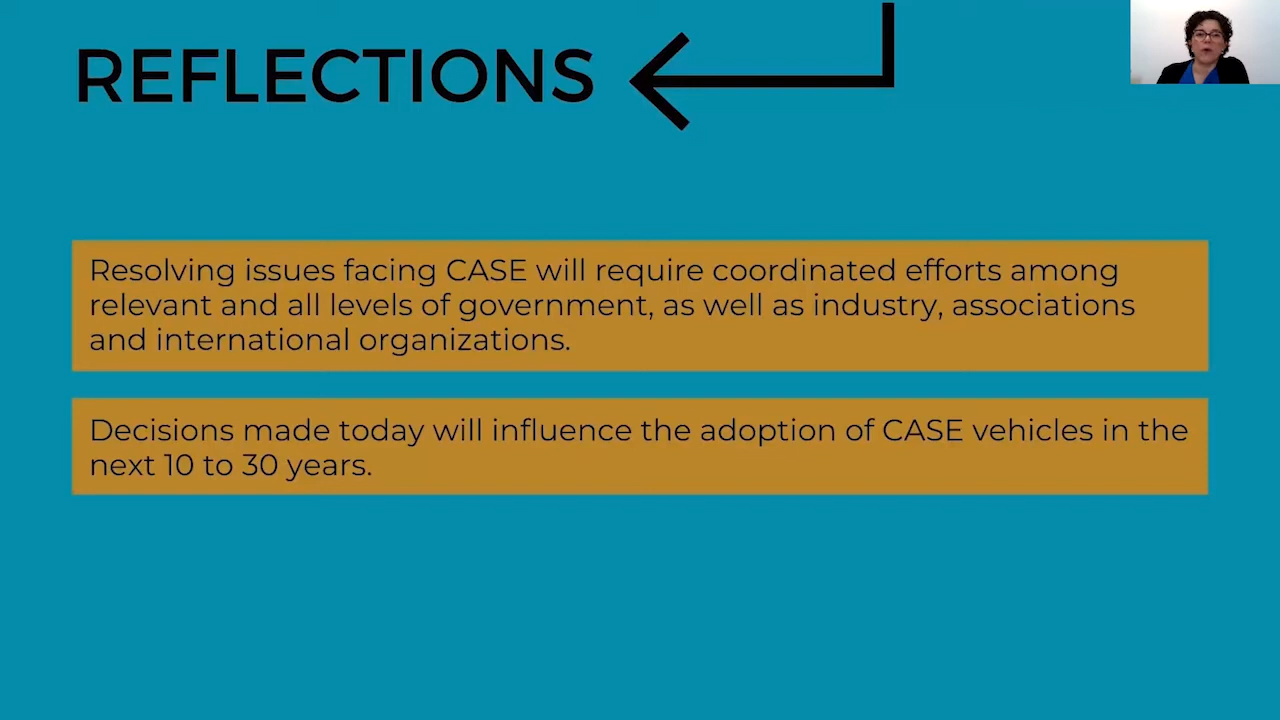 REFLECTIONS
Resolving issues facing CASE will require coordinated efforts among
relevant and all levels of government, as well as industry, associations
and international organizations.
Decisions made today will influence the adoption of CASE vehicles in the
next 10 to 30 years.